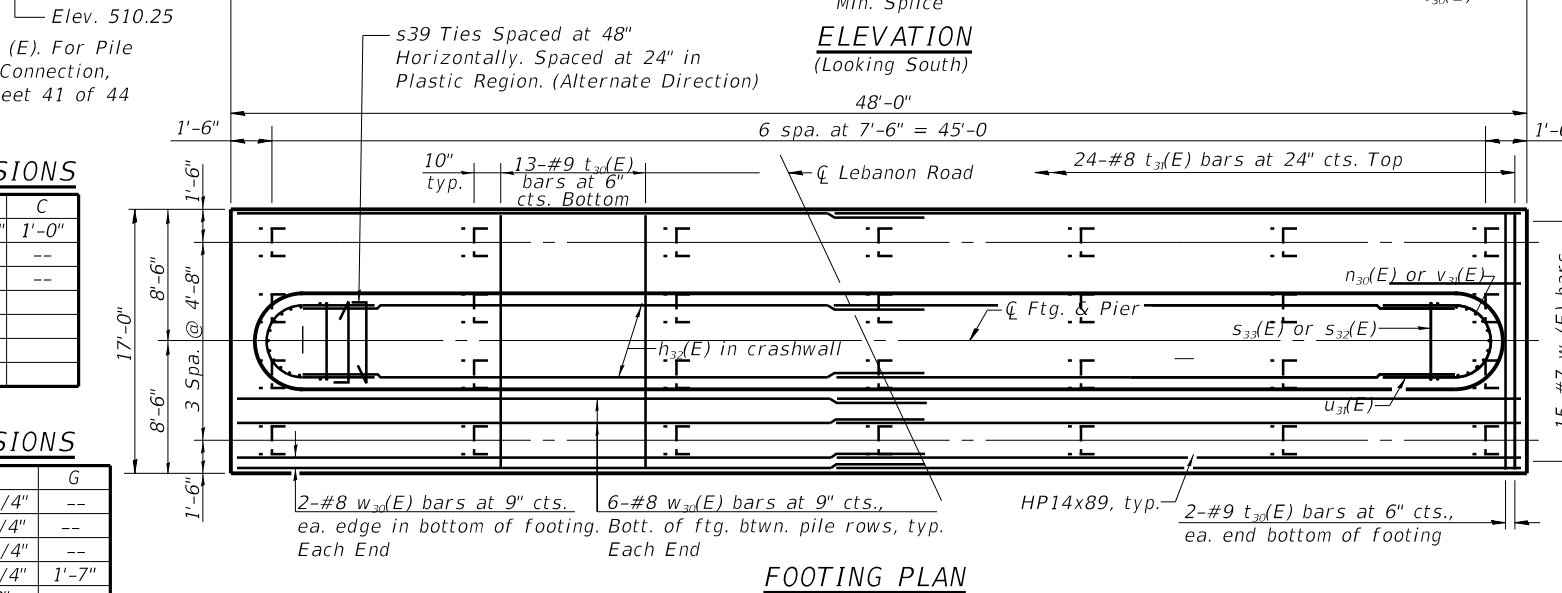 Elev. 510.25
(E). For Pile
Connection,
eet 41 of 44
s39 Ties Spaced at 48"
Horizontally. Spaced at 24" in
Plastic Region. (Alternate Direction)
Min. Splice
ELEVATION
(Looking South)
48'-0"
1'-6"
6 spa. at 7'-6" = 45'-0
10"
typ.
13-#9 t30(E)
bars at 6"
cts. Bottom
℄ Lebanon Road
24-#8 t31(E) bars at 24" cts. Top
SIONS
C
1'-0"
--
--
1'-6"
8'-6"
3 Spa. @ 4'-8"
17'-0"
8'-6"
1'-6"
n30(E) or v31(E)
℄ Ftg. & Pier
s33(E) or s32(E)
h32(E) in crashwall
u31(E)
SIONS
G
/4" --
/4" --
/4" --
/4" 1'-7"
2-#8 w30(E) bars at 9" cts.
ea. edge in bottom of footing.
Each End
6-#8 w30(E) bars at 9" cts.,
Bott. of ftg. btwn. pile rows, typ.
Each End
HP14x89, typ.
2-#9 t30(E) bars at 6" cts.,
ea. end bottom of footing
FOOTING PLAN